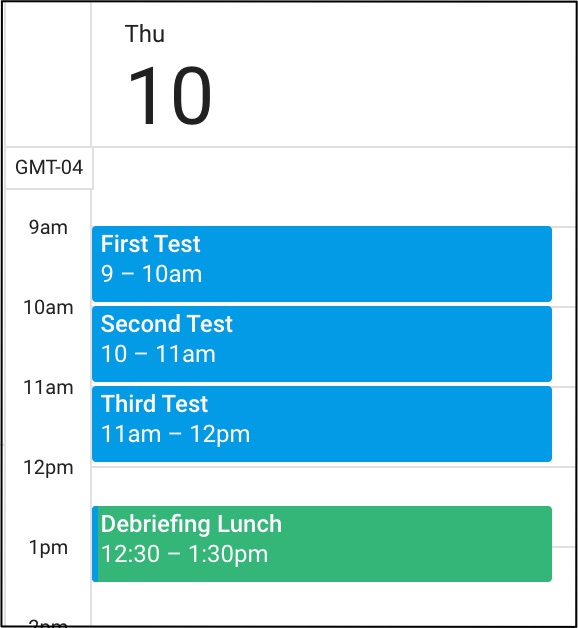 Thu
10
GMT-04
9am
First Test
9 – 10am
10am
Second Test
10 – 11am
11am
Third Test
11am – 12pm
12pm
Debriefing Lunch
12:30 – 1:30pm
1pm
2pm